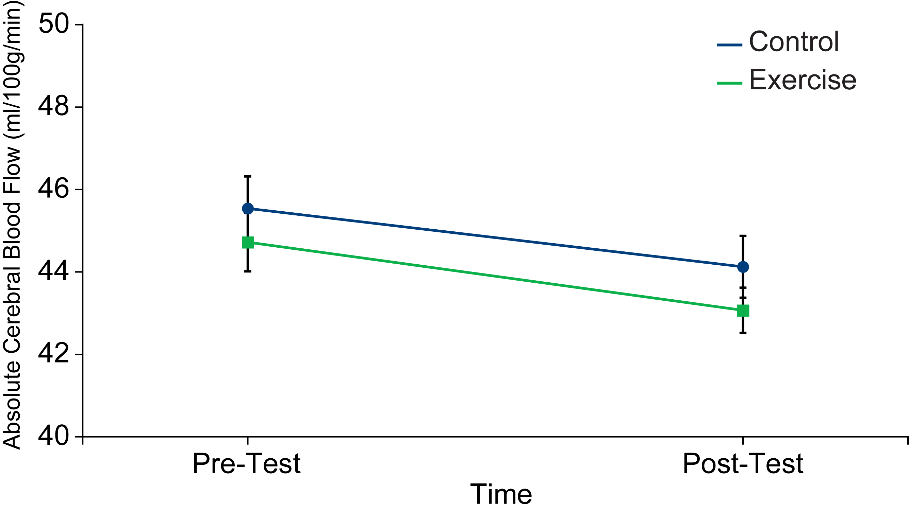 Absolute Cerebral Blood Flow (ml/100g/min)
50
48
46
44
42
40
Control
Exercise
Pre-Test
Post-Test
Time